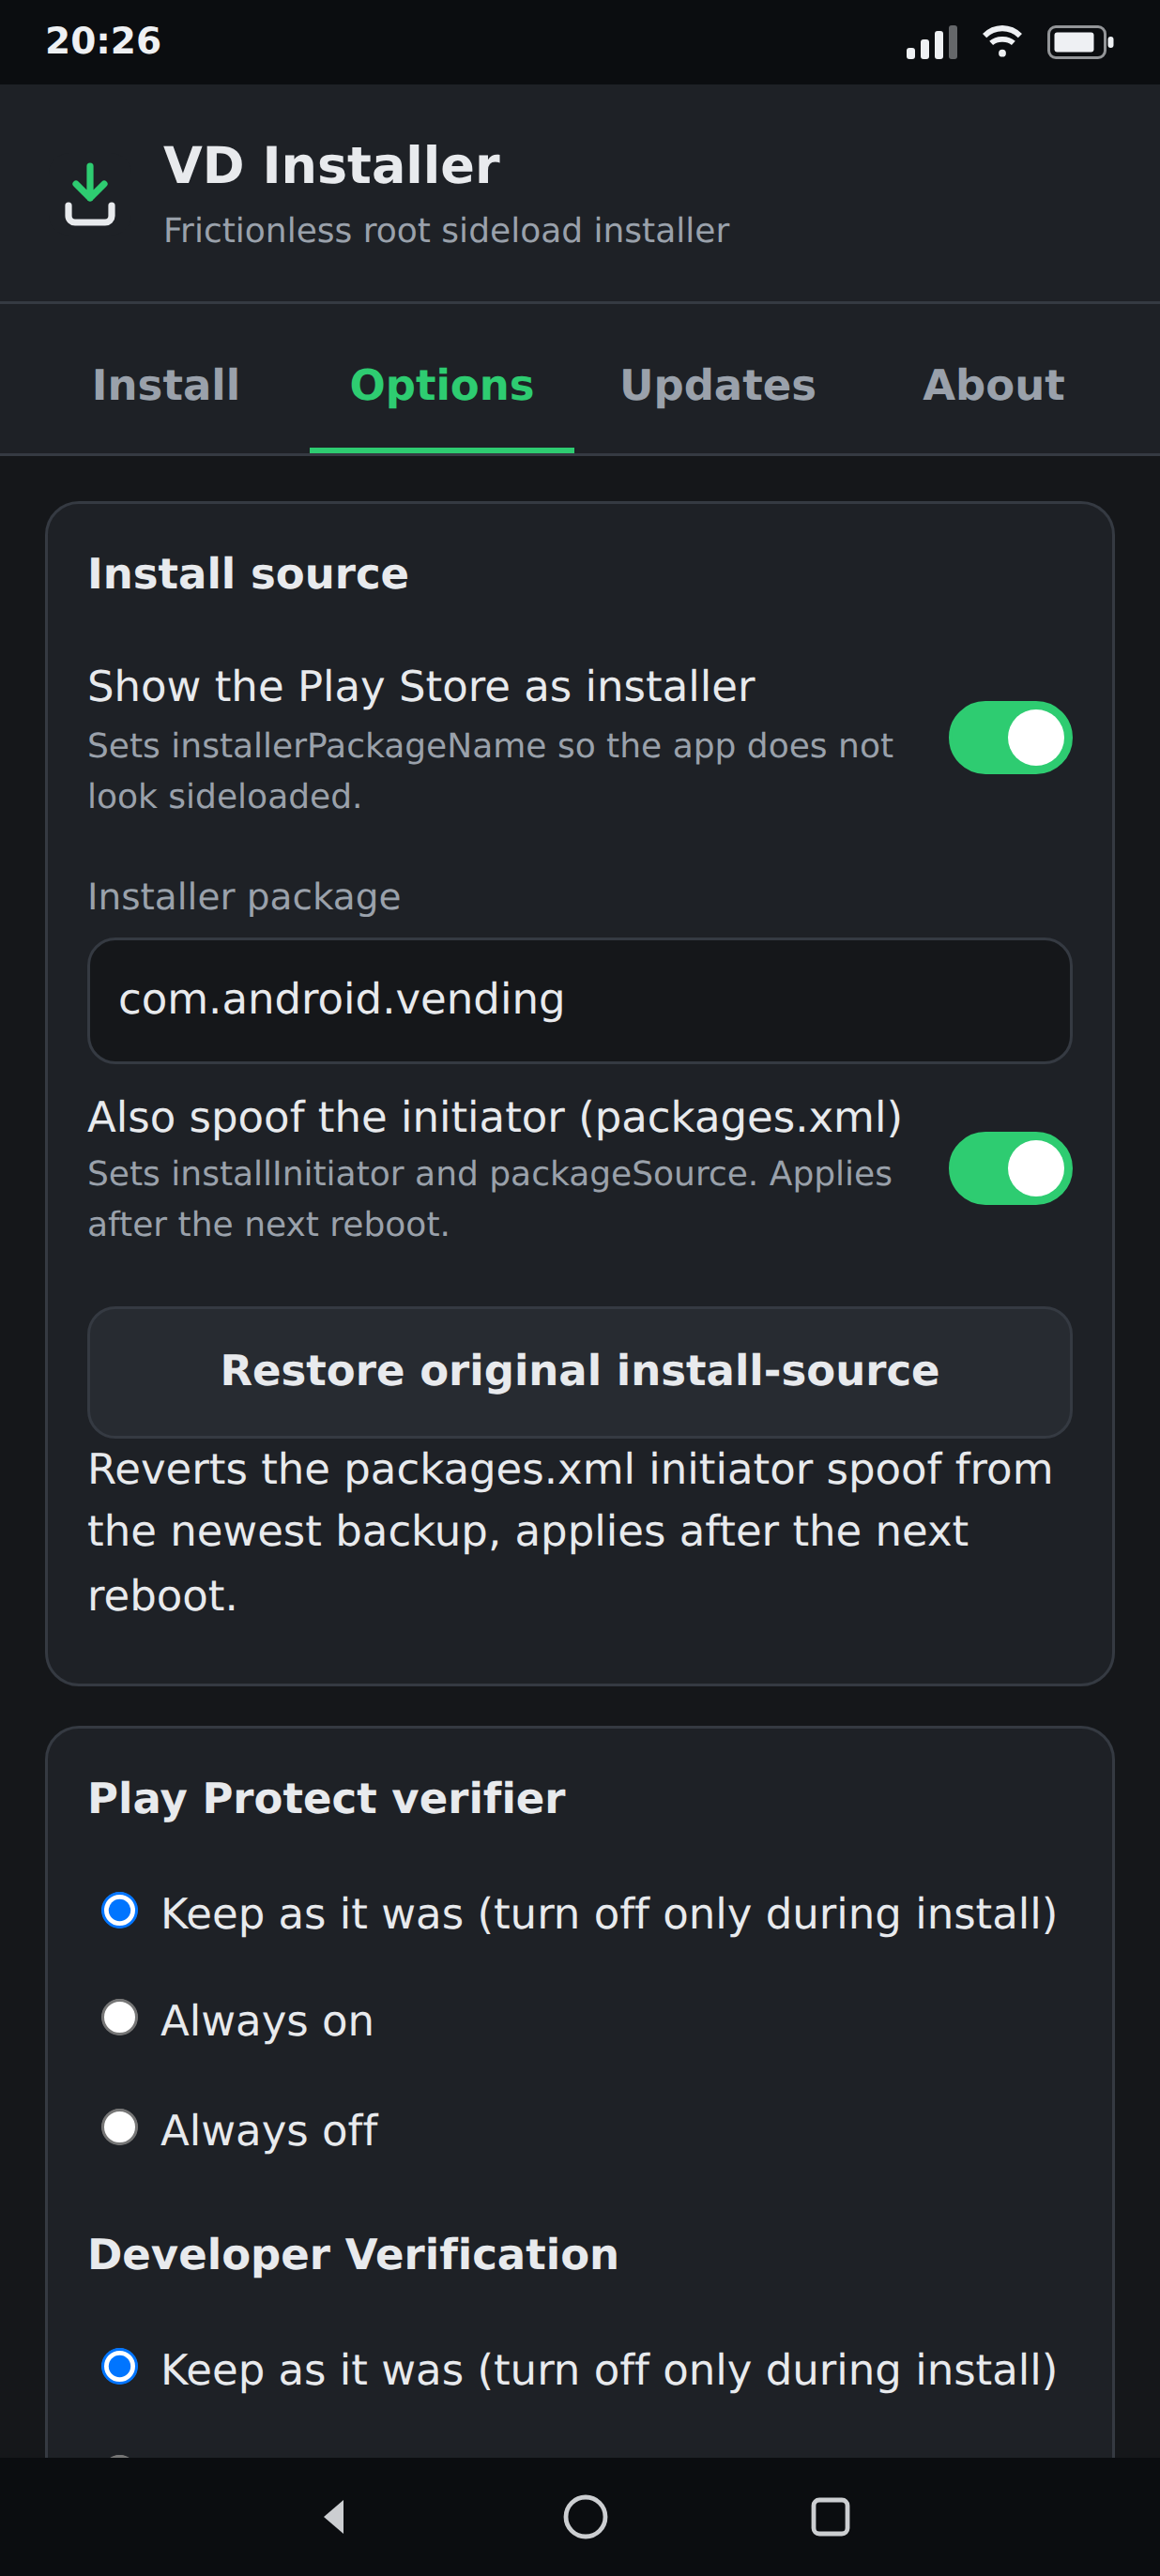 20:26
VD Installer
Frictionless root sideload installer
Install Options Updates About
Install source
Show the Play Store as installer
Sets installerPackageName so the app does not
look sideloaded.
Installer package
com.android.vending
Also spoof the initiator (packages.xml)
Sets installInitiator and packageSource. Applies
after the next reboot.
Restore original install-source
Reverts the packages.xml initiator spoof from
the newest backup, applies after the next
reboot.
Play Protect verifier
Keep as it was (turn off only during install)
Always on
Always off
Developer Verification
Keep as it was (turn off only during install)